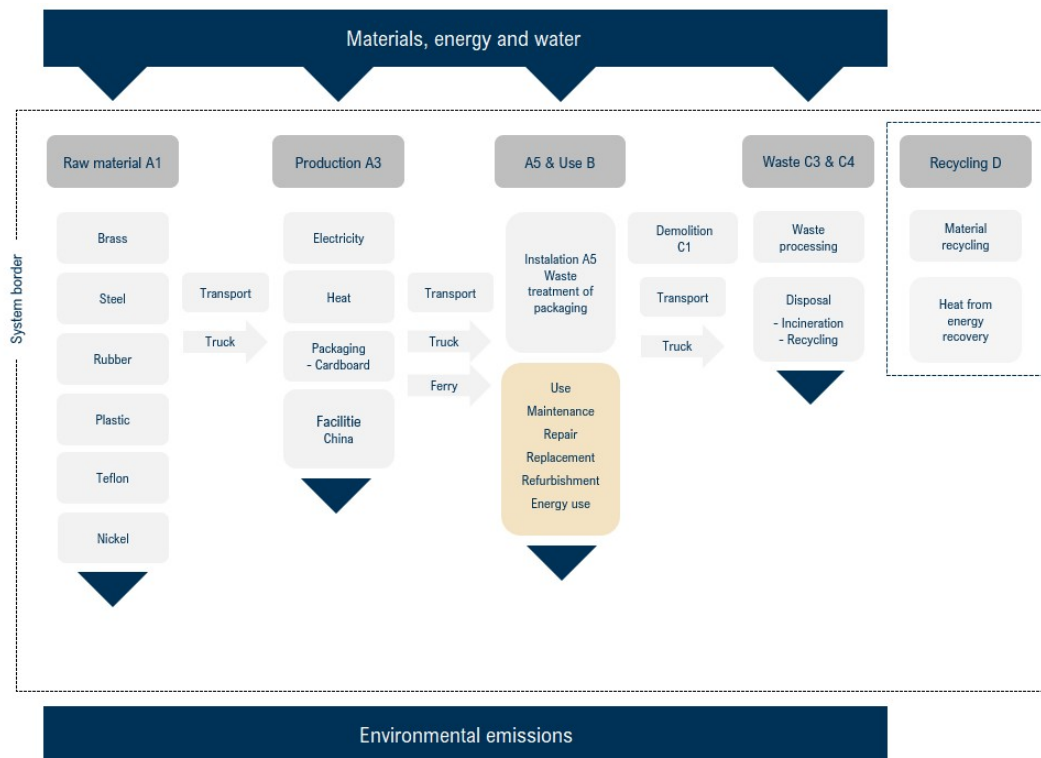 Materials, energy and water
System border
Raw material A1
Brass
Steel
Rubber
Plastic
Teflon
Nickel
Transport
Truck
Production A3
Electricity
Heat
Packaging
- Cardboard
Facilitie
China
Transport
Truck
Ferry
A5 & Use B
Instalation A5
Waste
treatment of
packaging
Use
Maintenance
Repair
Replacement
Refurbishment
Energy use
Demolition
C1
Transport
Truck
Waste C3 & C4
Waste
processing
Disposal
- Incineration
- Recycling
Recycling D
Material
recycling
Heat from
energy
recovery
Environmental emissions